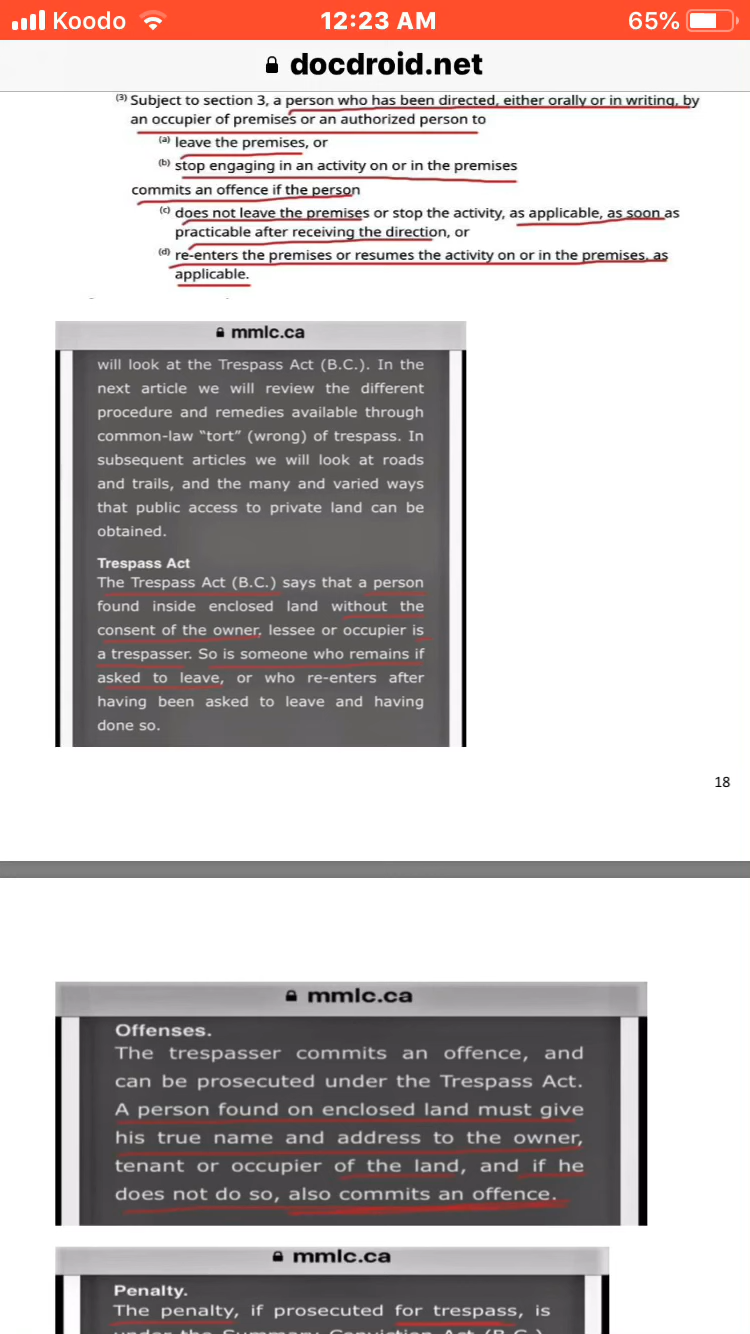 Koodo 12:23 AM 65%
docdroid.net
(3) Subject to section 3, a person who has been directed, either orally or in writing, by
an occupier of premises or an authorized person to
(a) leave the premises, or
(b) stop engaging in an activity on or in the premises
commits an offence if the person
(c) does not leave the premises or stop the activity, as applicable, as soon as
practicable after receiving the direction, or
(d) re-enters the premises or resumes the activity on or in the premises, as
applicable.
mmlc.ca
will look at the Trespass Act (B.C.). In the
next article we will review the different
procedure and remedies available through
common-law "tort" (wrong) of trespass. In
subsequent articles we will look at roads
and trails, and the many and varied ways
that public access to private land can be
obtained.
Trespass Act
The Trespass Act (B.C.) says that a person
found inside enclosed land without the
consent of the owner, lessee or occupier is
a trespasser. So is someone who remains if
asked to leave, or who re-enters after
having been asked to leave and having
done so.
18
mmlc.ca
Offenses.
The trespasser commits an offence, and
can be prosecuted under the Trespass Act.
A person found on enclosed land must give
his true name and address to the owner,
tenant or occupier of the land, and if he
does not do so, also commits an offence.
mmlc.ca
Penalty.
The penalty, if prosecuted for trespass, is
under the Summary Conviction Act (B.C.)